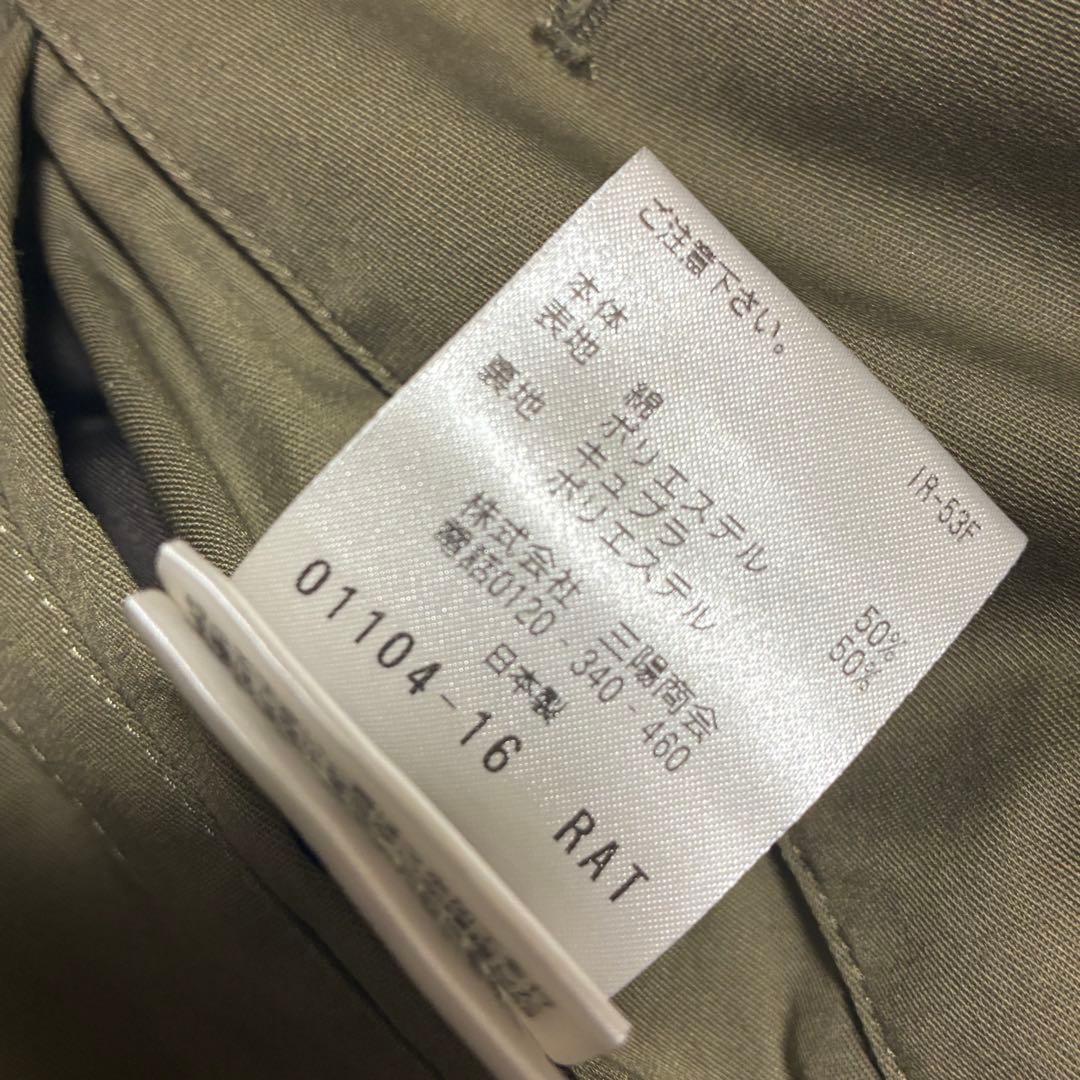 ご注意下さい。
IR-53F
本体
表地 綿 50%
ポリエステル 50%
裏地 キュプラ
ポリエステル
株式会社 三陽商会
電話0120-340-460
日本製
01104-16 RAT